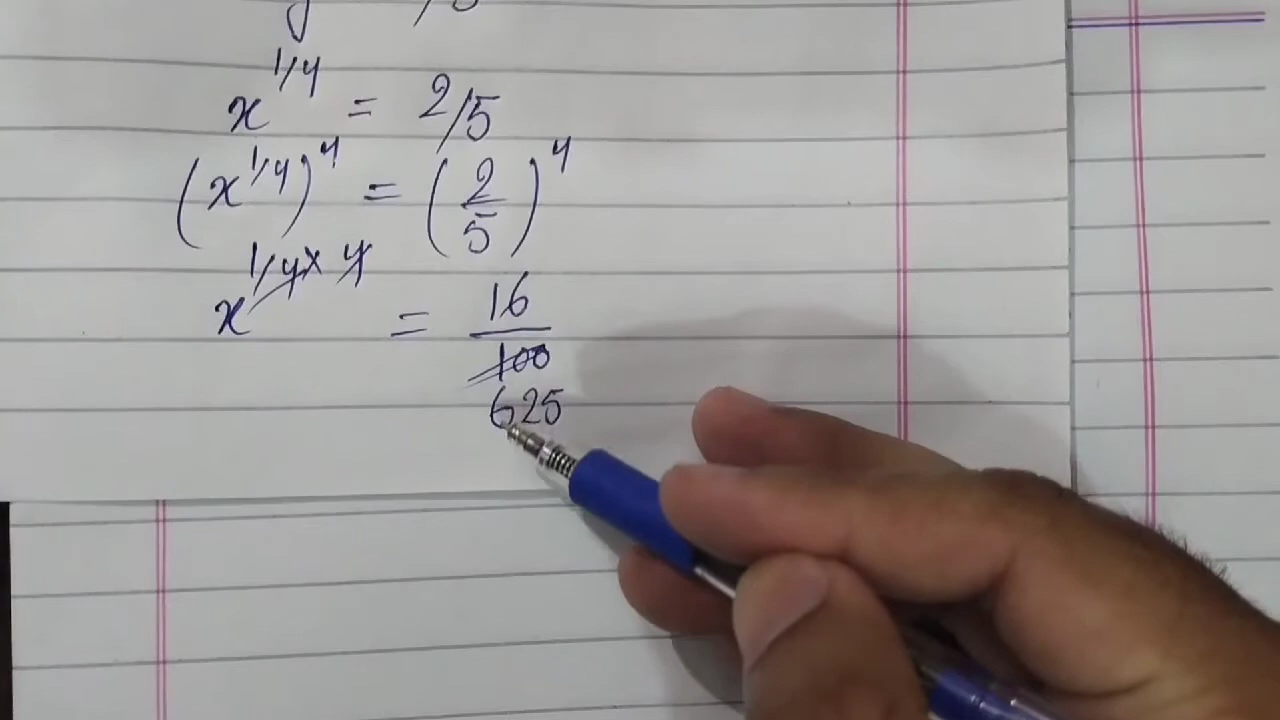 x^1/4 = 2/5
(x^1/4)^4 = (2/5)^4
x^1/4 x 4 = 16/100
625